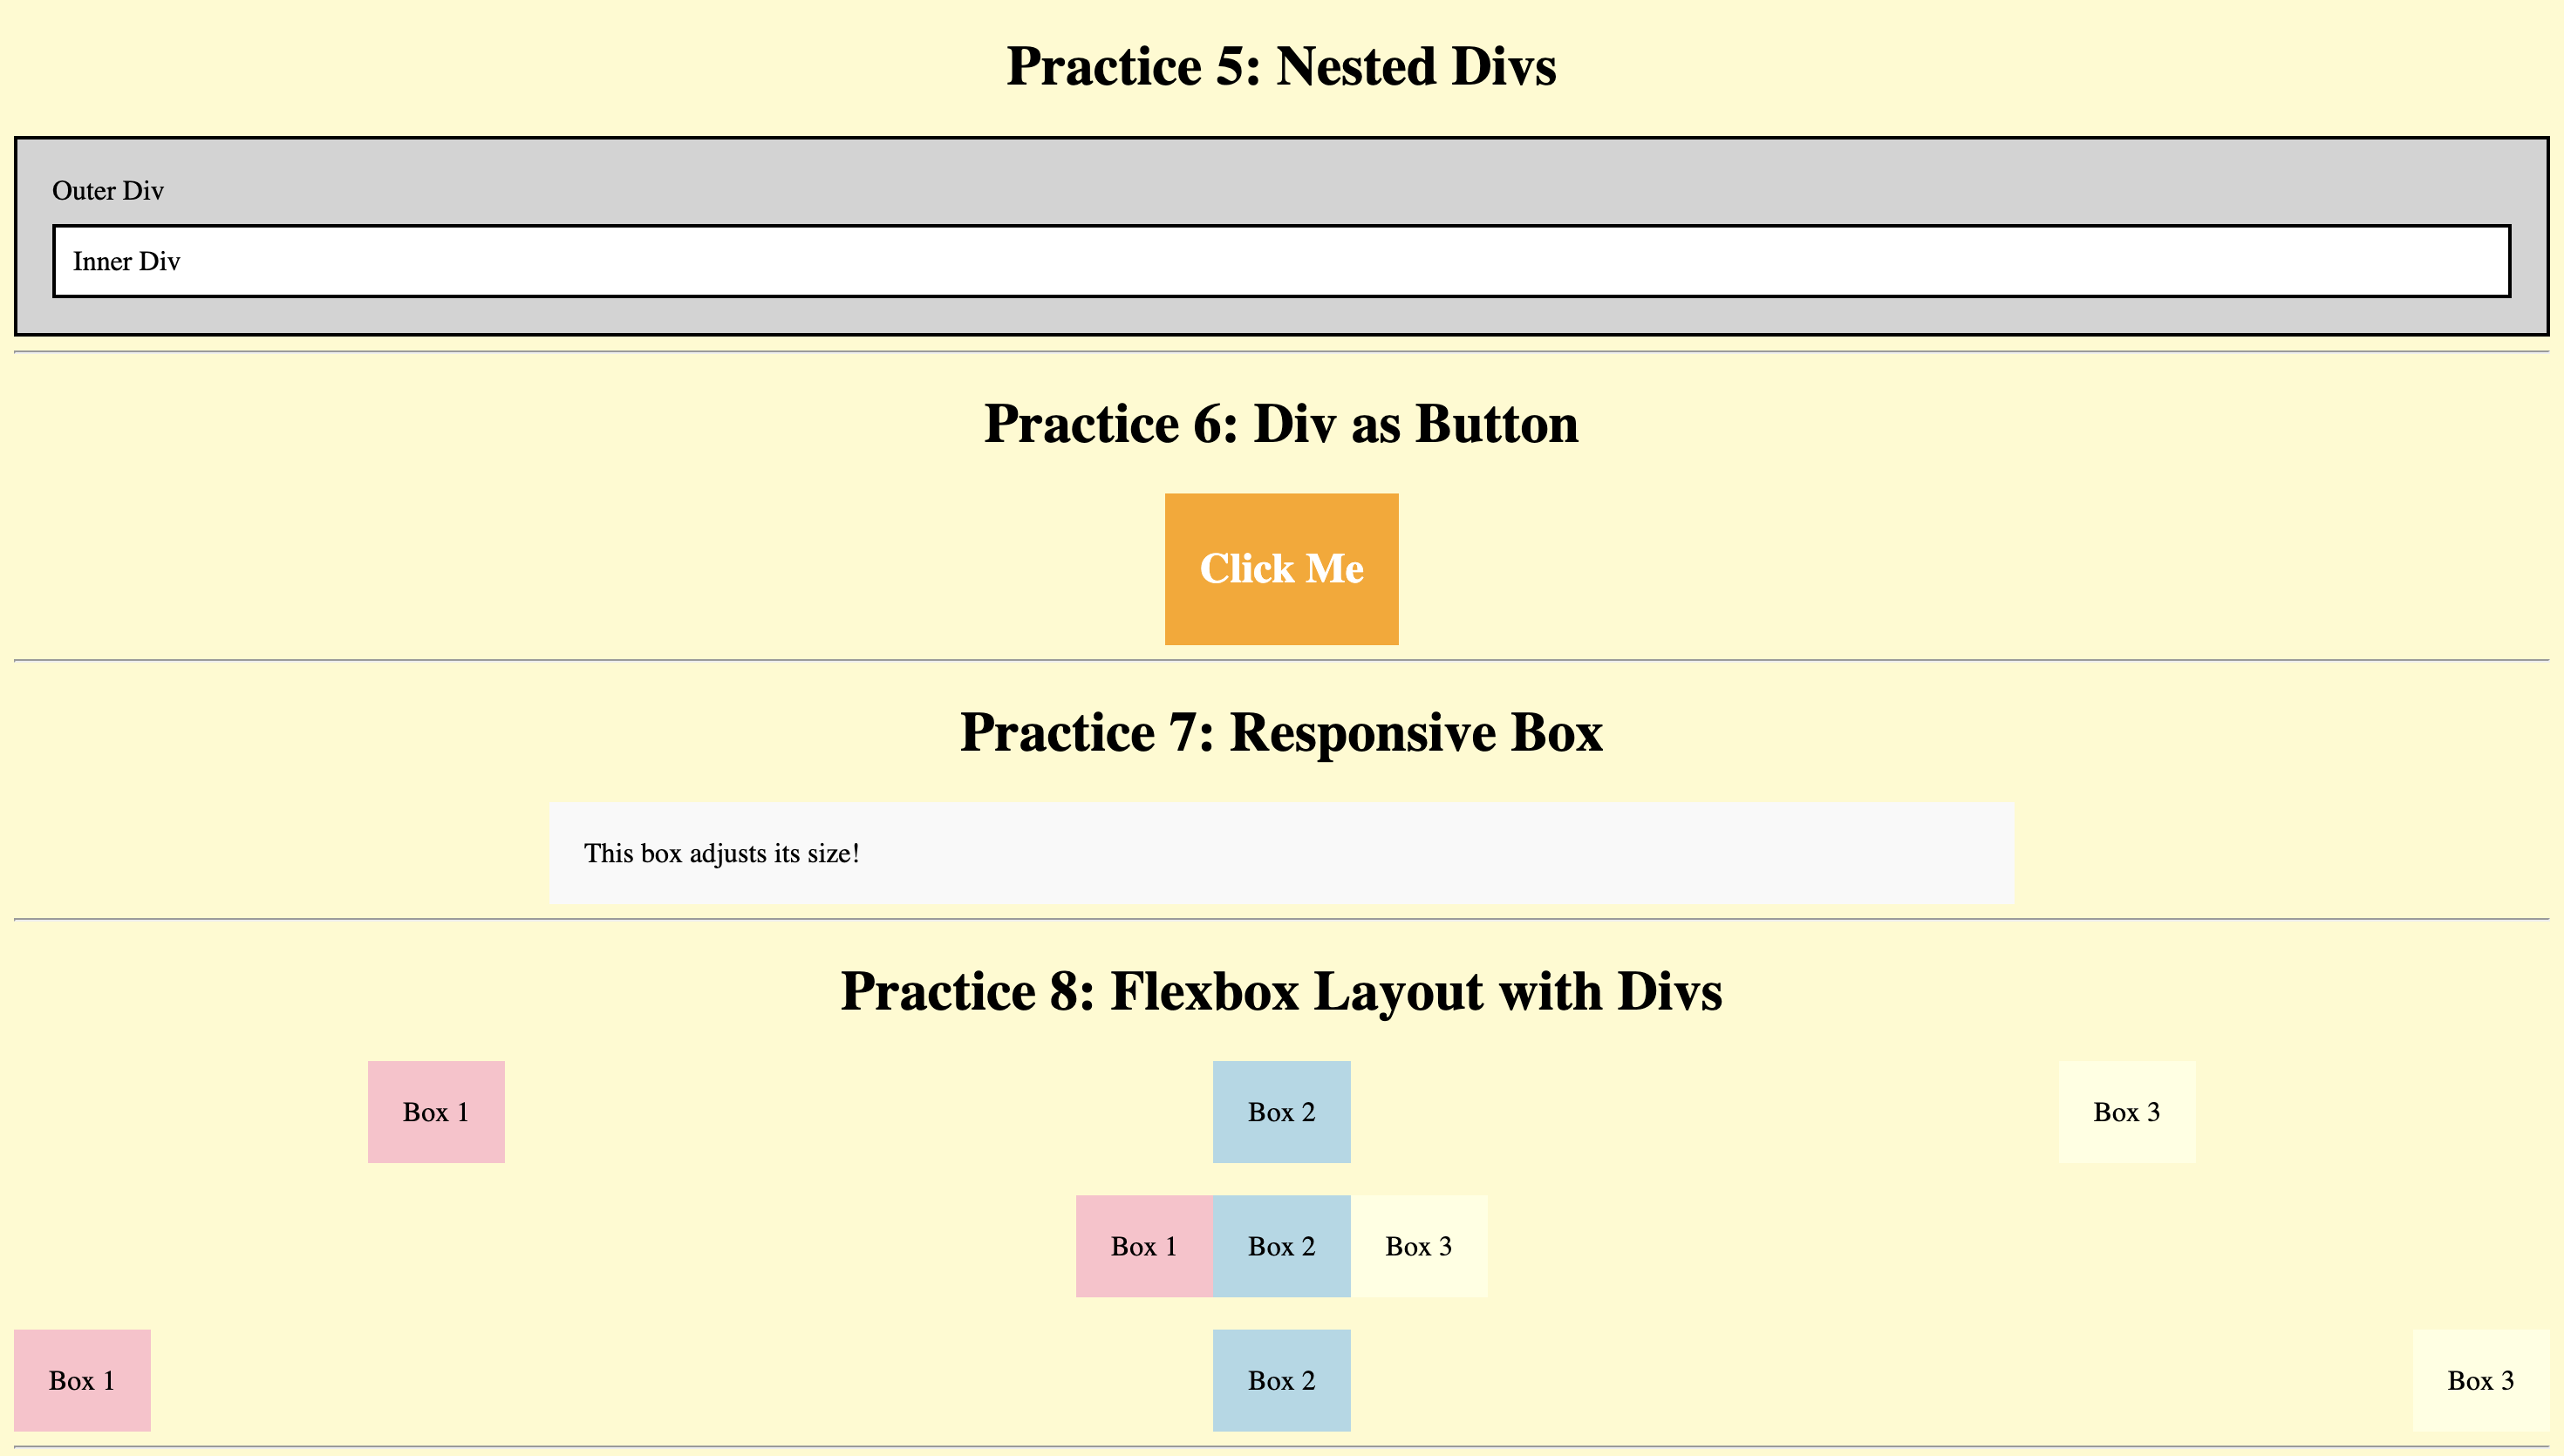 Practice 5: Nested Divs
Outer Div
Inner Div
Practice 6: Div as Button
Click Me
Practice 7: Responsive Box
This box adjusts its size!
Practice 8: Flexbox Layout with Divs
Box 1 Box 2 Box 3
Box 1 Box 2 Box 3
Box 1 Box 2 Box 3